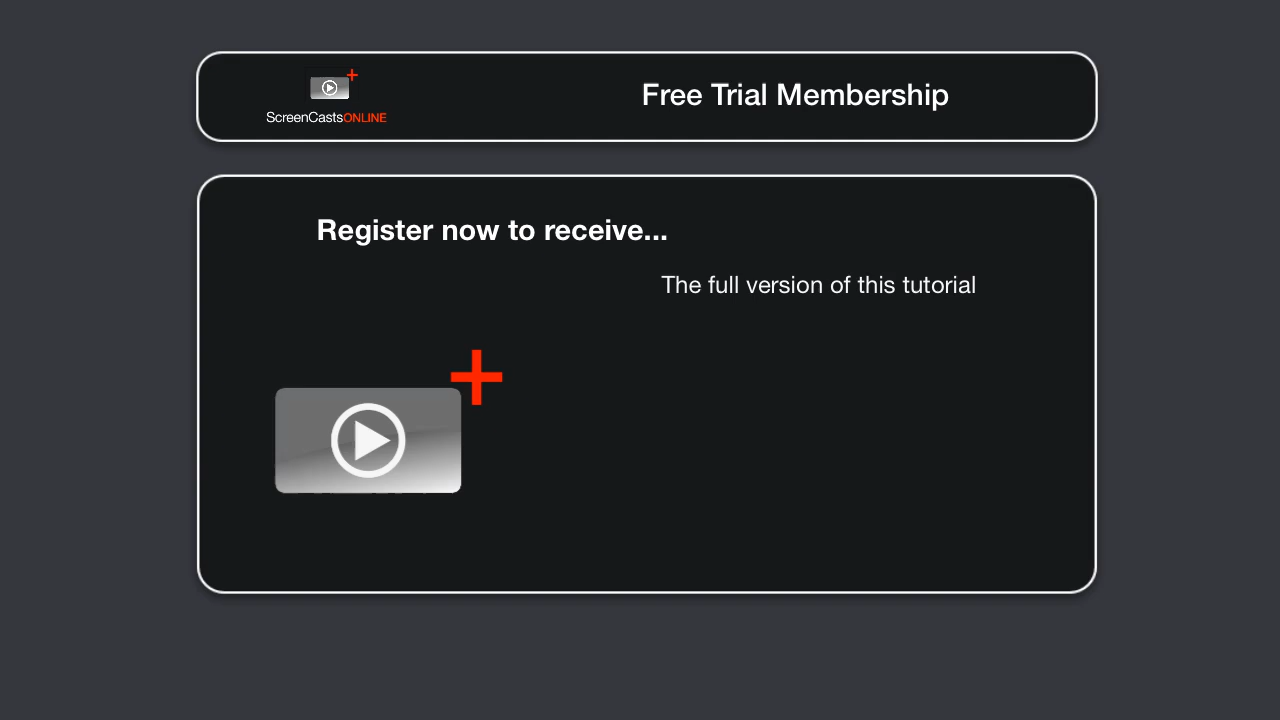 ScreenCastsONLINE
Free Trial Membership
Register now to receive...
The full version of this tutorial